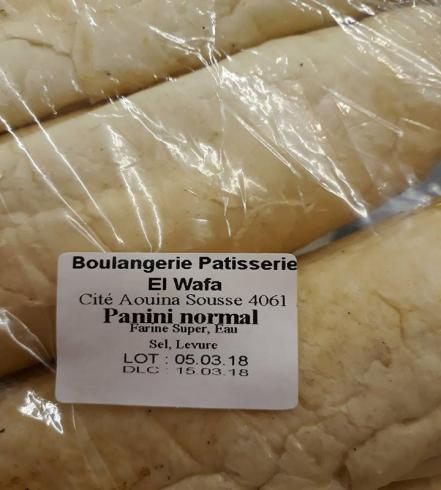 Boulangerie Patisserie
El Wafa
Cité Aouina Sousse 4061
Panini normal
Farine Super, Eau
Sel, Levure
LOT : 05.03.18
DLC : 15.03.18